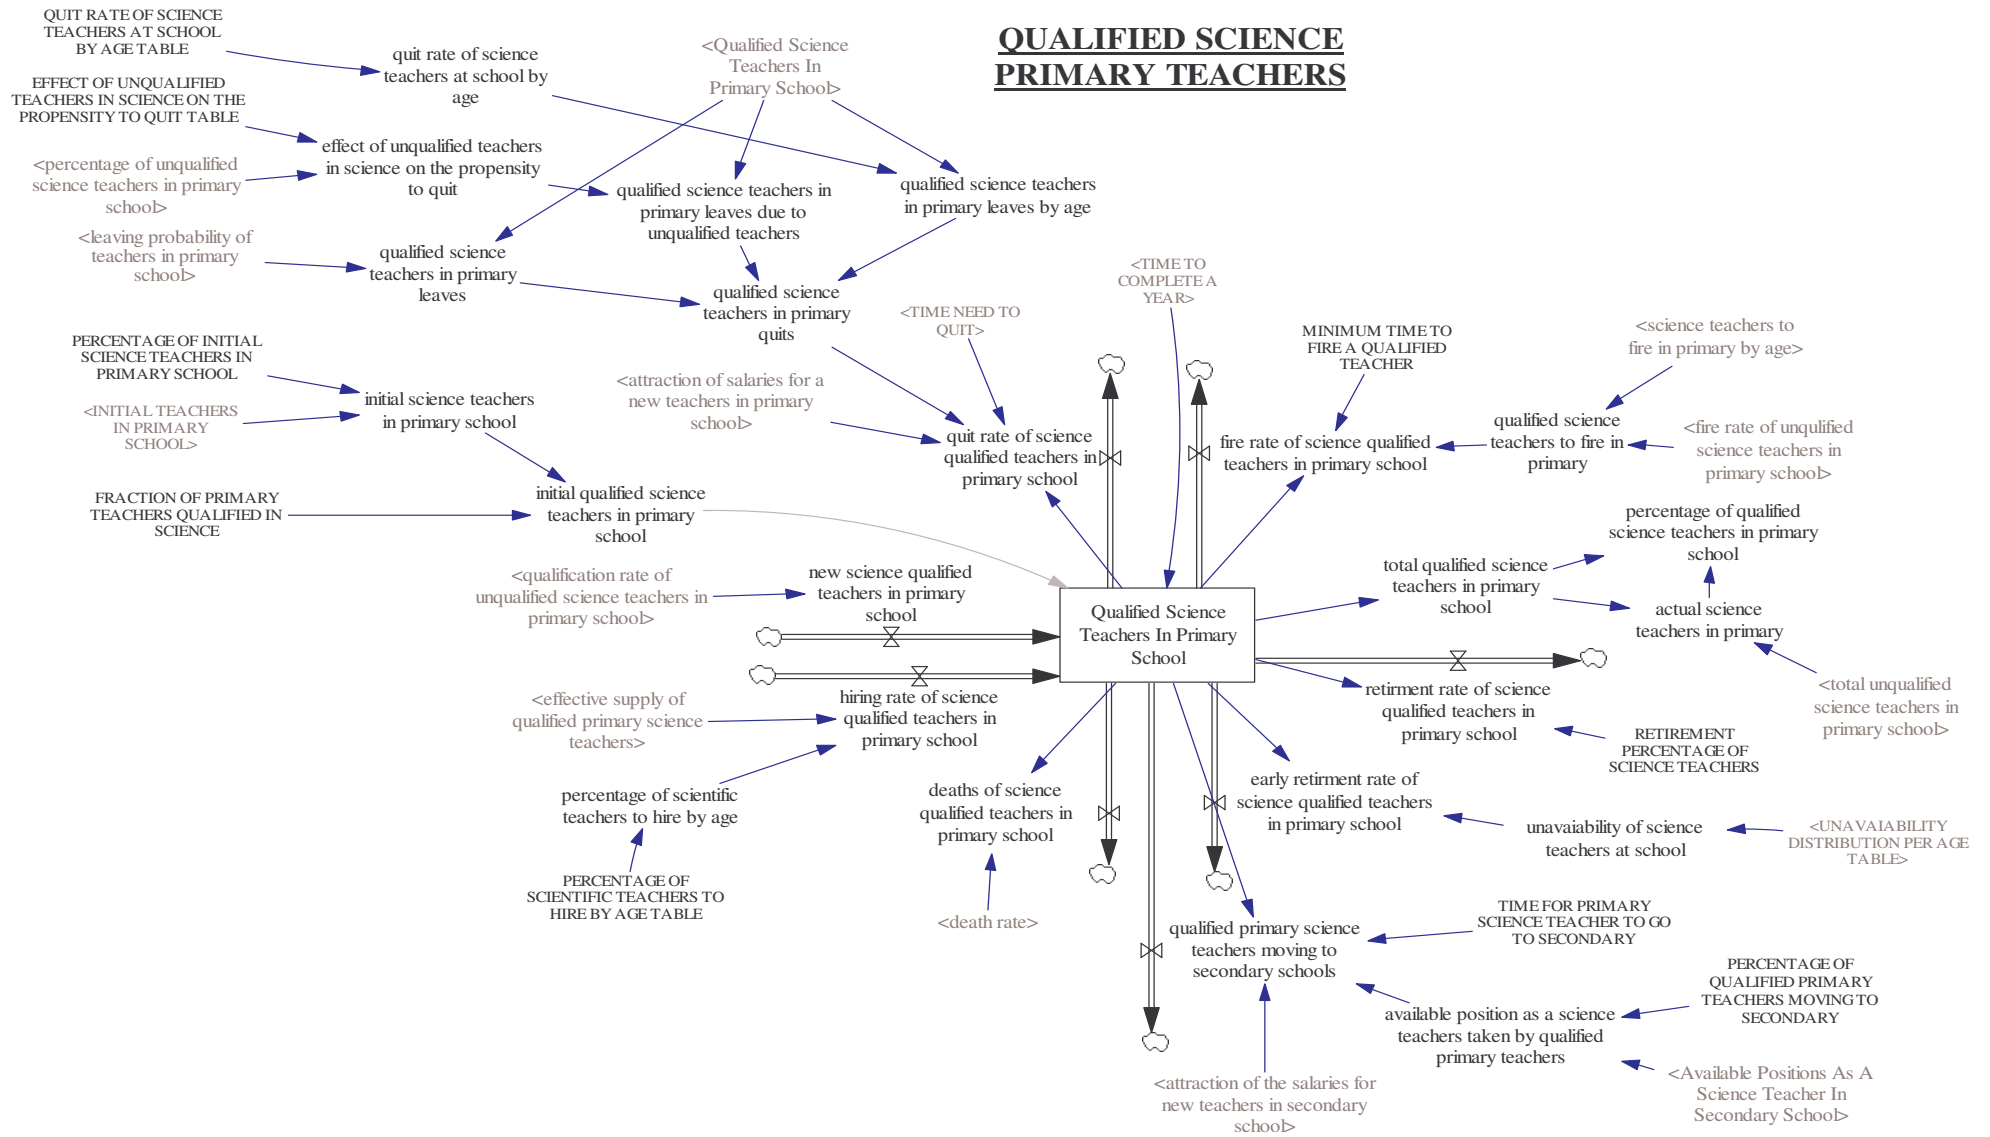 QUALIFIED SCIENCE
PRIMARY TEACHERS
QUIT RATE OF SCIENCE
TEACHERS AT SCHOOL
BY AGE TABLE
quit rate of science
teachers at school by
age
<Qualified Science
Teachers In
Primary School>
EFFECT OF UNQUALIFIED
TEACHERS IN SCIENCE ON THE
PROPENSITY TO QUIT TABLE
effect of unqualified teachers
in science on the propensity
to quit
<percentage of unqualified
science teachers in primary
school>
qualified science teachers in
primary leaves due to
unqualified teachers
qualified science teachers
in primary leaves by age
<leaving probability of
teachers in primary
school>
qualified science
teachers in primary
leaves
qualified science
teachers in primary
quits
<TIME NEED TO
QUIT>
<TIME TO
COMPLETE A
YEAR>
MINIMUM TIME TO
FIRE A QUALIFIED
TEACHER
<science teachers to
fire in primary by age>
PERCENTAGE OF INITIAL
SCIENCE TEACHERS IN
PRIMARY SCHOOL
initial science teachers
in primary school
<INITIAL TEACHERS
IN PRIMARY
SCHOOL>
<attraction of salaries for a
new teachers in primary
school>
quit rate of science
qualified teachers in
primary school
fire rate of science qualified
teachers in primary school
qualified science
teachers to fire in
primary
<fire rate of unqulified
science teachers in
primary school>
FRACTION OF PRIMARY
TEACHERS QUALIFIED IN
SCIENCE
initial qualified science
teachers in primary
school
percentage of qualified
science teachers in primary
school
total qualified science
teachers in primary
school
actual science
teachers in primary
<total unqualified
science teachers in
primary school>
<qualification rate of
unqualified science teachers in
primary school>
new science qualified
teachers in primary
school
Qualified Science
Teachers In Primary
School
<effective supply of
qualified primary science
teachers>
hiring rate of science
qualified teachers in
primary school
retirment rate of science
qualified teachers in
primary school
RETIREMENT
PERCENTAGE OF
SCIENCE TEACHERS
percentage of scientific
teachers to hire by age
PERCENTAGE OF
SCIENTIFIC TEACHERS TO
HIRE BY AGE TABLE
deaths of science
qualified teachers in
primary school
<death rate>
early retirment rate of
science qualified teachers
in primary school
unavaiability of science
teachers at school
<UNAVAIABILITY
DISTRIBUTION PER AGE
TABLE>
qualified primary science
teachers moving to
secondary schools
TIME FOR PRIMARY
SCIENCE TEACHER TO GO
TO SECONDARY
PERCENTAGE OF
QUALIFIED PRIMARY
TEACHERS MOVING TO
SECONDARY
available position as a science
teachers taken by qualified
primary teachers
<attraction of the salaries for
new teachers in secondary
school>
<Available Positions As A
Science Teacher In
Secondary School>